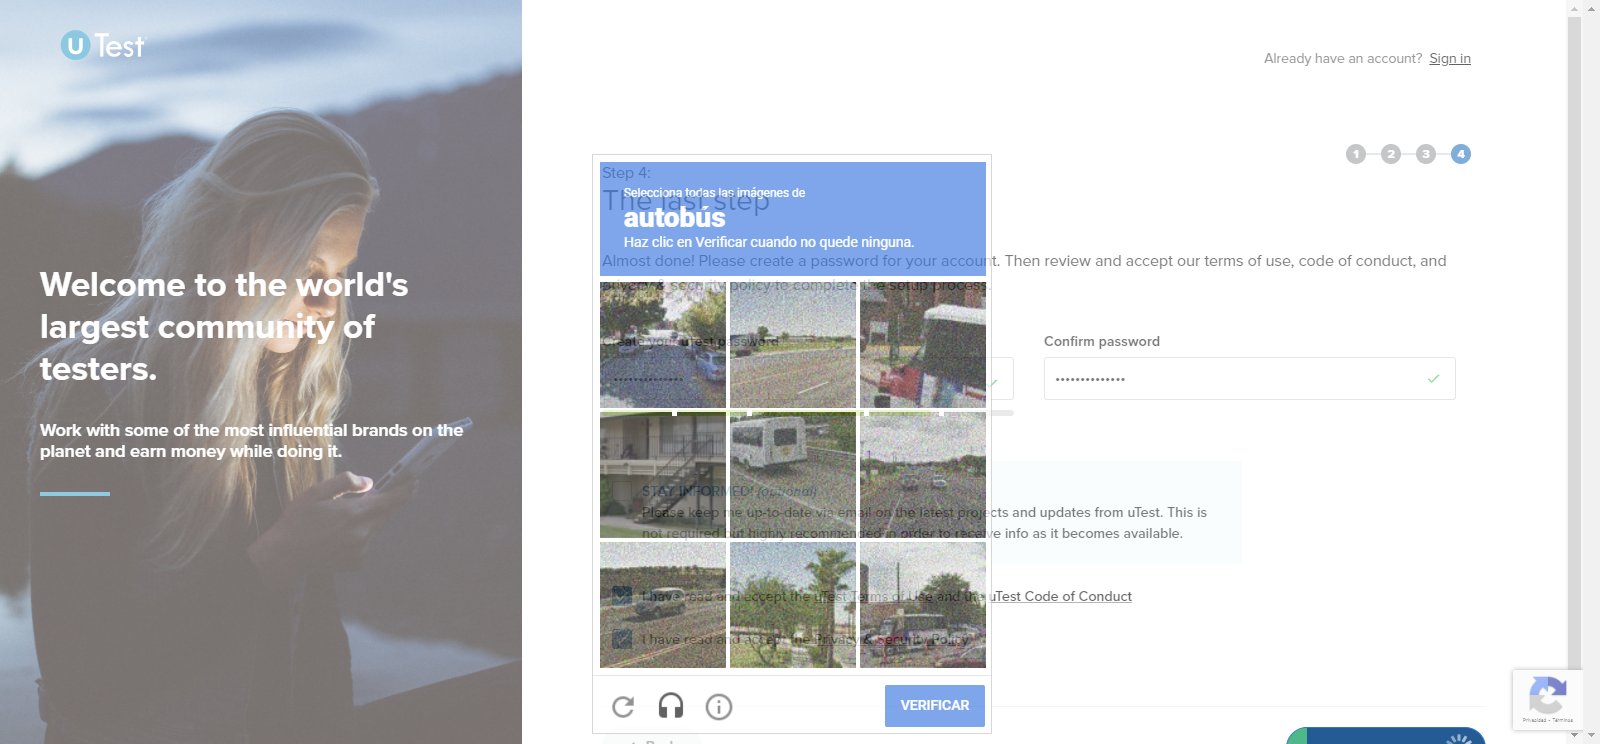 uTest
Welcome to the world's
largest community of
testers.
Work with some of the most influential brands on the
planet and earn money while doing it.
Already have an account? Sign in
1 2 3 4
Step 4:
The last step
Selecciona todas las imágenes de
autobús
Haz clic en Verificar cuando no quede ninguna.
Almost done! Please create a password for your account. Then review and accept our terms of use, code of conduct, and
privacy & security policy to complete the setup process.
Create your uTest password
Confirm password
STAY INFORMED! (optional)
Please keep me up-to-date via email on the latest projects and updates from uTest. This is
not required but highly recommended in order to receive info as it becomes available.
I have read and accept the uTest Terms of Use and the uTest Code of Conduct
I have read and accept the Privacy & Security Policy
VERIFICAR
Back
Privacidad - Términos